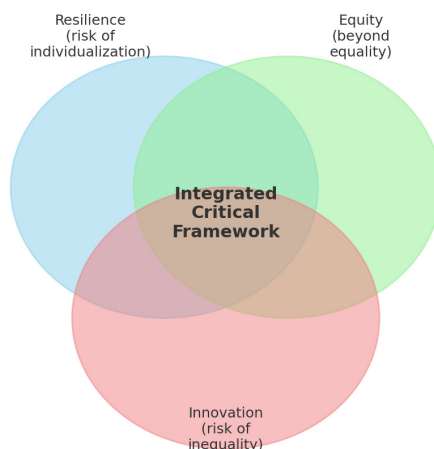 Resilience
(risk of
individualization)
Equity
(beyond
equality)
Integrated
Critical
Framework
Innovation
(risk of
inequality)